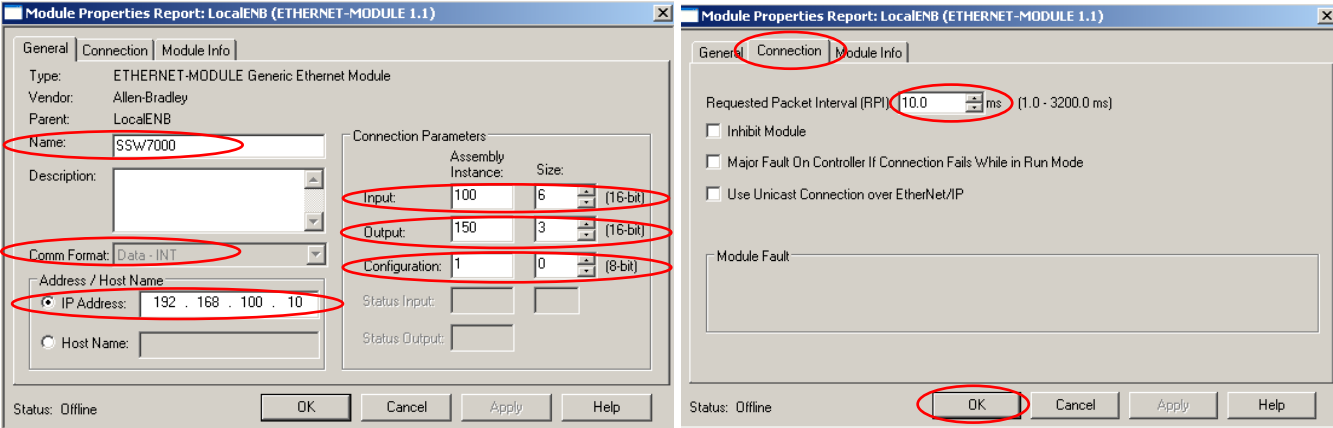 Module Properties Report: LocalENB (ETHERNET-MODULE 1.1)
General Connection Module Info
Type: ETHERNET-MODULE Generic Ethernet Module
Vendor: Allen-Bradley
Parent: LocalENB
Name: SSW7000
Description:
Comm Format: Data - INT
Address / Host Name
IP Address: 192 . 168 . 100 . 10
Host Name:
Connection Parameters
Assembly
Instance: Size:
Input: 100 6 (16-bit)
Output: 150 3 (16-bit)
Configuration: 1 0 (8-bit)
Status Input:
Status Output:
Status: Offline OK Cancel Apply Help
Module Properties Report: LocalENB (ETHERNET-MODULE 1.1)
General Connection Module Info
Requested Packet Interval (RPI) 10.0 ms (1.0 - 3200.0 ms)
Inhibit Module
Major Fault On Controller If Connection Fails While in Run Mode
Use Unicast Connection over EtherNet/IP
Module Fault
Status: Offline OK Cancel Apply Help